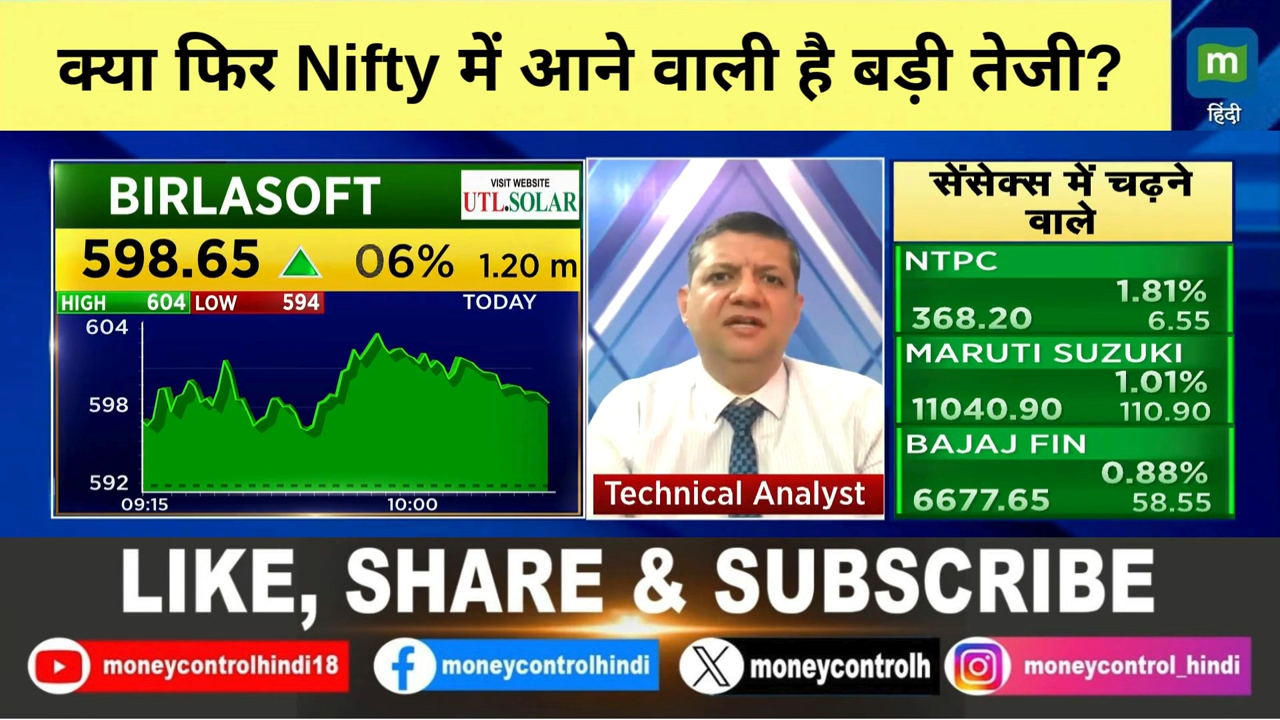 क्या फिर Nifty में आने वाली है बड़ी तेजी?
m
हिंदी
BIRLASOFT
VISIT WEBSITE
UTL.SOLAR
598.65 06% 1.20 m
HIGH 604 LOW 594 TODAY
604
598
592
09:15 10:00
Technical Analyst
सेंसेक्स में चढ़ने
वाले
NTPC
1.81%
368.20 6.55
MARUTI SUZUKI
1.01%
11040.90 110.90
BAJAJ FIN
0.88%
6677.65 58.55
LIKE, SHARE & SUBSCRIBE
moneycontrolhindi18 moneycontrolhindi moneycontrolh moneycontrol_hindi